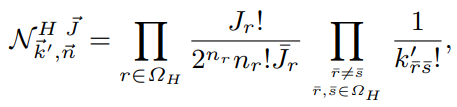 $$\mathcal{N}^{H\ \vec{J}}_{\vec{k}',\vec{n}} = \prod_{r \in \Omega_H} \frac{J_r!}{2^{n_r} n_r! \bar{J}_r} \prod_{\substack{\bar{r} \neq \bar{s} \\ \bar{r}, \bar{s} \in \Omega_H}} \frac{1}{k'_{\bar{r}\bar{s}}!},$$